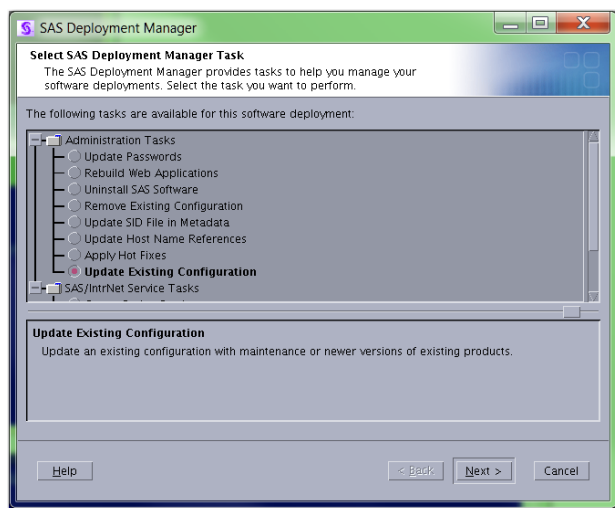 SAS Deployment Manager
Select SAS Deployment Manager Task
The SAS Deployment Manager provides tasks to help you manage your
software deployments. Select the task you want to perform.
The following tasks are available for this software deployment:
Administration Tasks
Update Passwords
Rebuild Web Applications
Uninstall SAS Software
Remove Existing Configuration
Update SID File in Metadata
Update Host Name References
Apply Hot Fixes
Update Existing Configuration
SAS/IntrNet Service Tasks
Update Existing Configuration
Update an existing configuration with maintenance or newer versions of existing products.
Help
< Back
Next >
Cancel